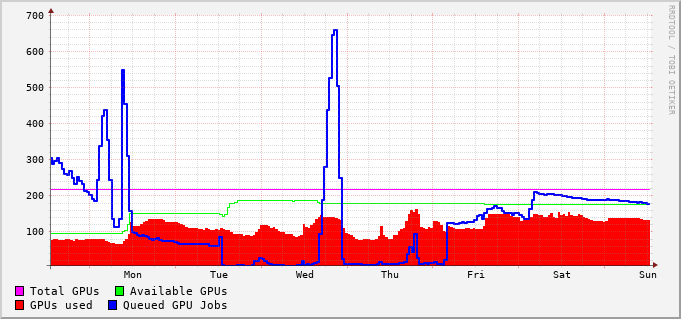 700
600
500
400
300
200
100
Mon Tue Wed Thu Fri Sat Sun
Total GPUs Available GPUs
GPUs used Queued GPU Jobs
RRDTOOL / TOBI OETIKER